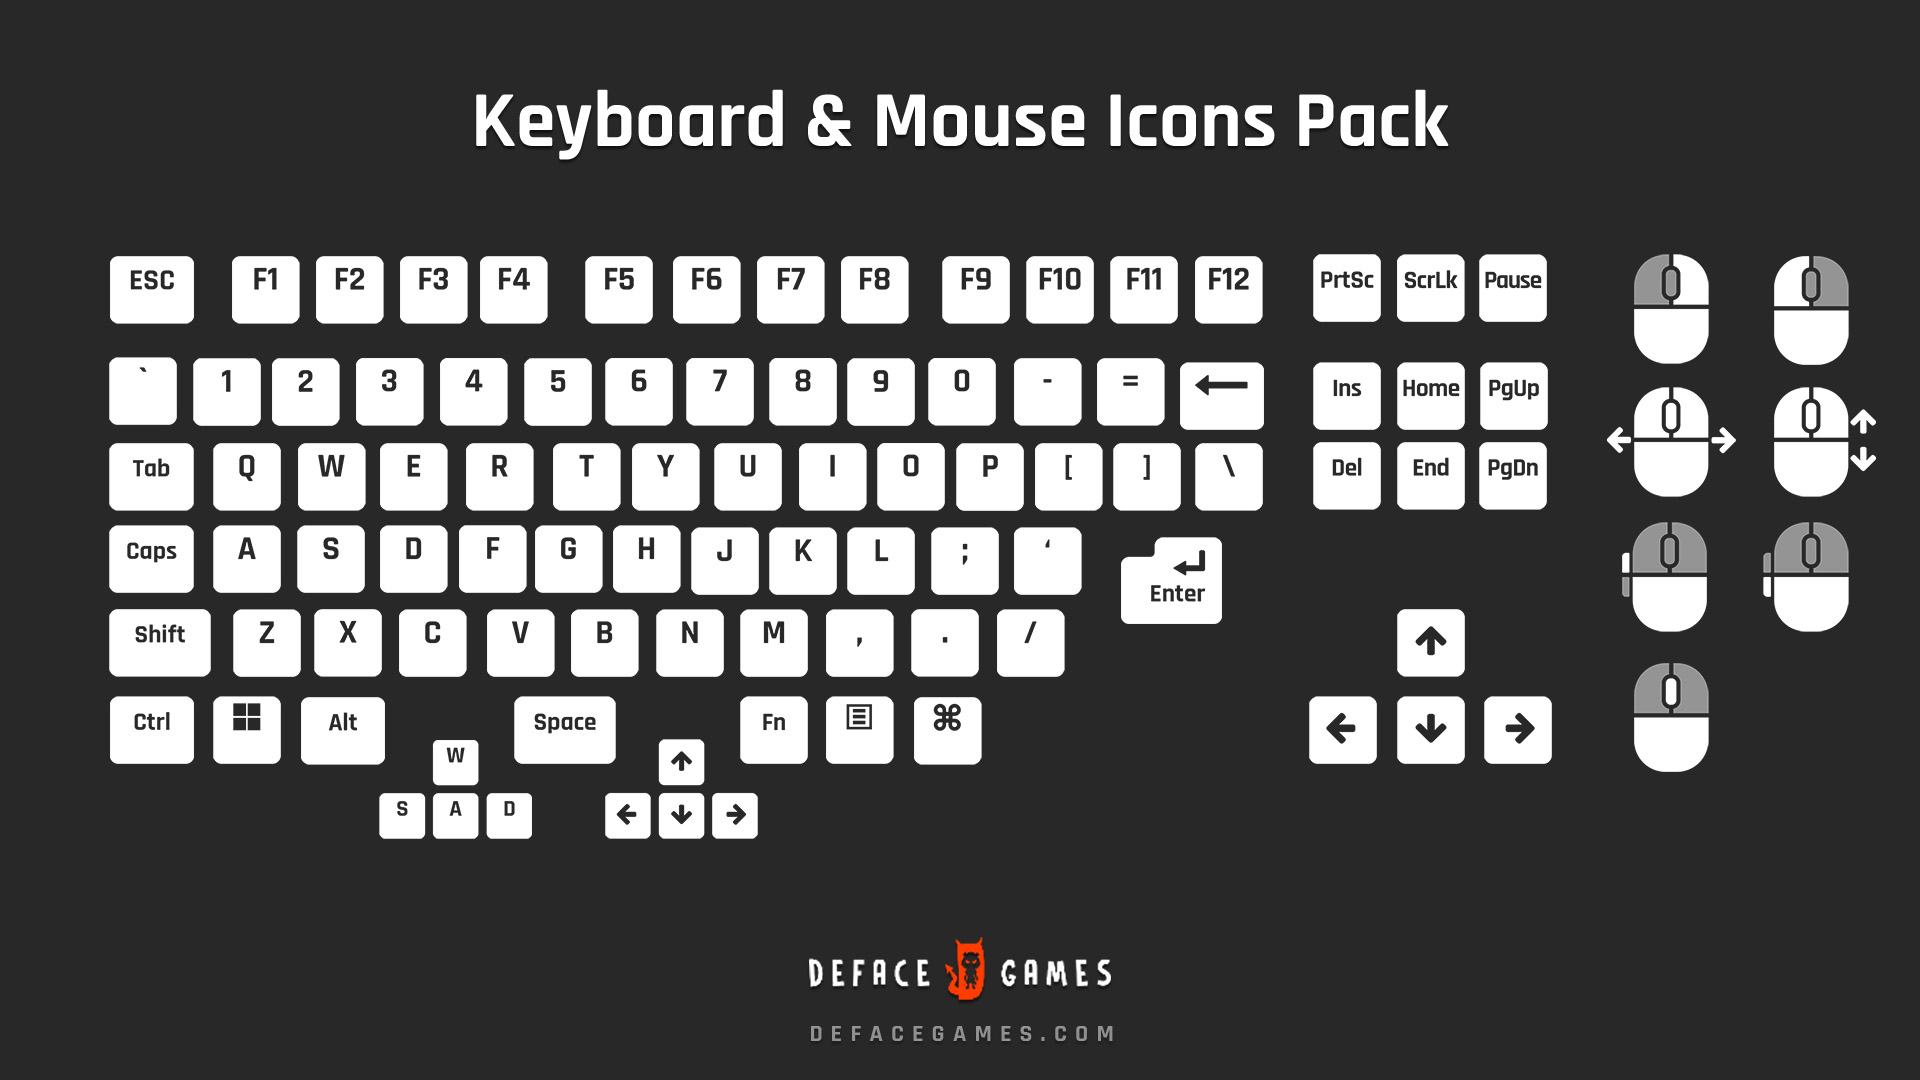 Keyboard & Mouse Icons Pack
ESC F1 F2 F3 F4 F5 F6 F7 F8 F9 F10 F11 F12 PrtSc ScrLk Pause
` 1 2 3 4 5 6 7 8 9 0 - = Ins Home PgUp
Tab Q W E R T Y U I O P [ ] \ Del End PgDn
Caps A S D F G H J K L ; ‘ Enter
Shift Z X C V B N M , . /
Ctrl Alt Space Fn ⌘
W
S A D
DEFACE GAMES
DEFACEGAMES.COM